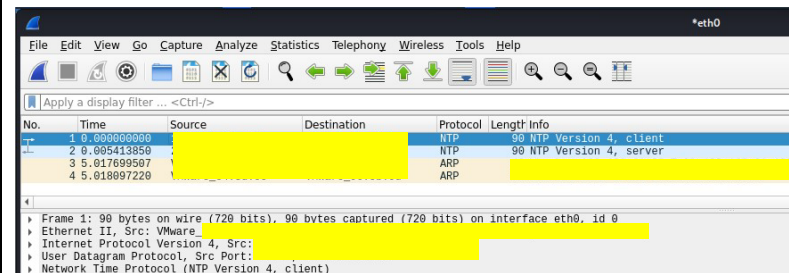 *eth0
File Edit View Go Capture Analyze Statistics Telephony Wireless Tools Help
Apply a display filter ... <Ctrl-/>
No. Time Source Destination Protocol Length Info
1 0.000000000 NTP 90 NTP Version 4, client
2 0.005413850 NTP 90 NTP Version 4, server
3 5.017699507 ARP
4 5.018097220 ARP
Frame 1: 90 bytes on wire (720 bits), 90 bytes captured (720 bits) on interface eth0, id 0
Ethernet II, Src: VMware_
Internet Protocol Version 4, Src:
User Datagram Protocol, Src Port:
Network Time Protocol (NTP Version 4, client)